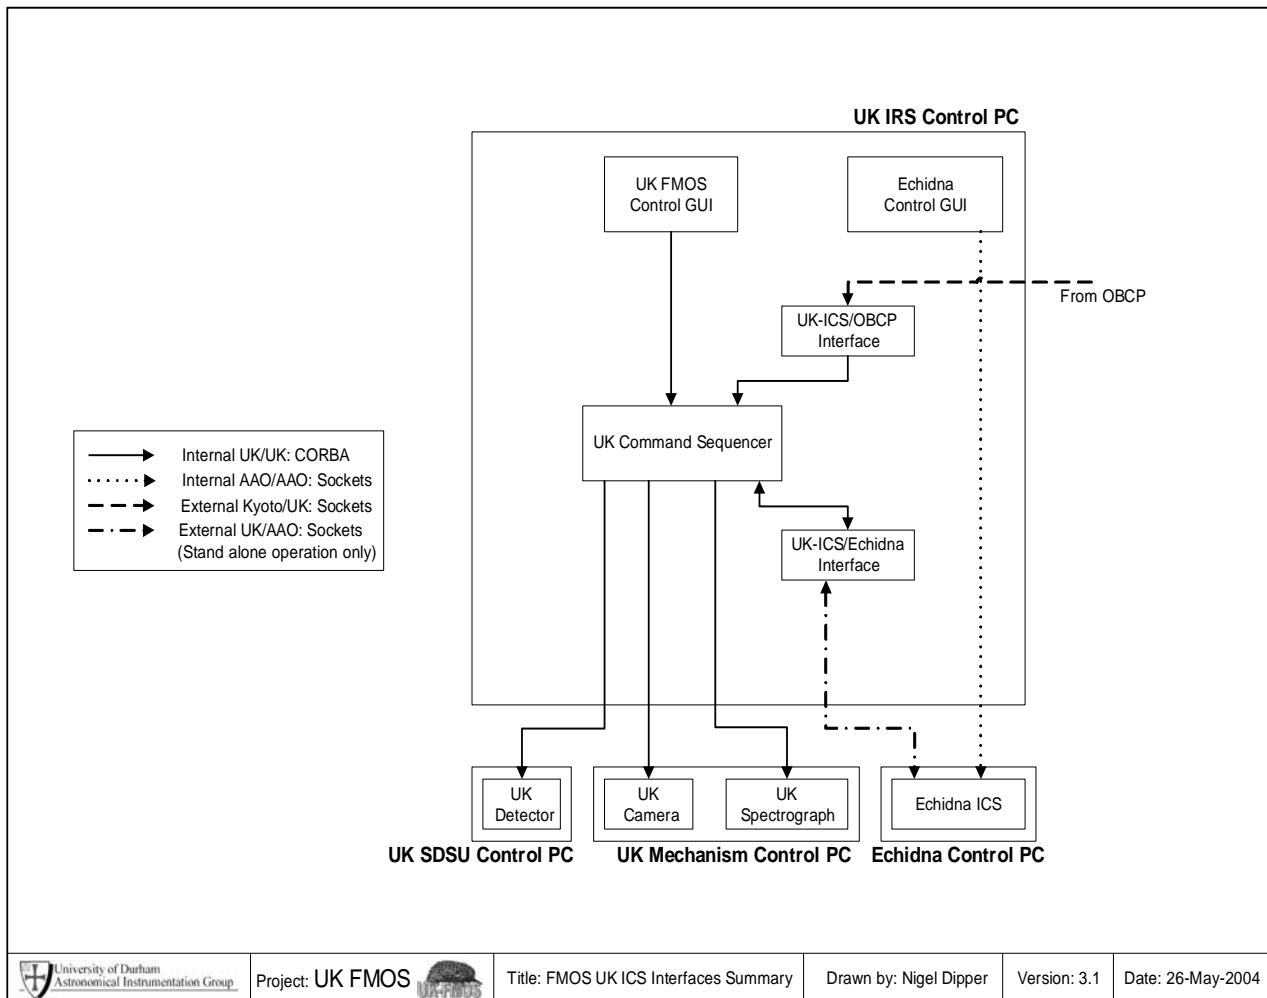 UK IRS Control PC
UK FMOS
Control GUI
Echidna
Control GUI
From OBCP
UK-ICS/OBCP
Interface
UK Command Sequencer
Internal UK/UK: CORBA
Internal AAO/AAO: Sockets
External Kyoto/UK: Sockets
External UK/AAO: Sockets
(Stand alone operation only)
UK-ICS/Echidna
Interface
UK
Detector
UK
Camera
UK
Spectrograph
Echidna ICS
UK SDSU Control PC
UK Mechanism Control PC
Echidna Control PC
University of Durham
Astronomical Instrumentation Group
Project: UK FMOS
UK-FMOS
Title: FMOS UK ICS Interfaces Summary
Drawn by: Nigel Dipper
Version: 3.1
Date: 26-May-2004